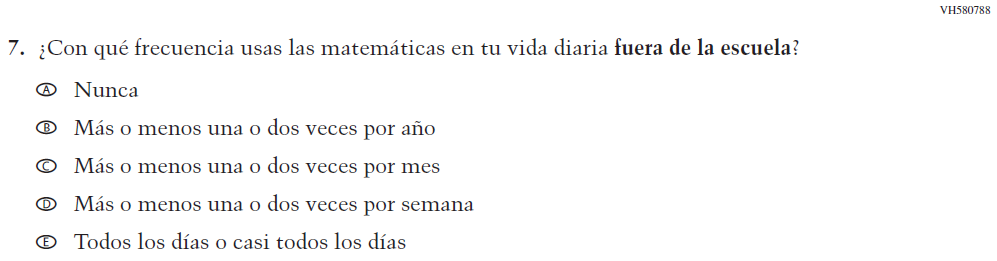 VH580788
7. ¿Con qué frecuencia usas las matemáticas en tu vida diaria fuera de la escuela?
A Nunca
B Más o menos una o dos veces por año
C Más o menos una o dos veces por mes
D Más o menos una o dos veces por semana
E Todos los días o casi todos los días